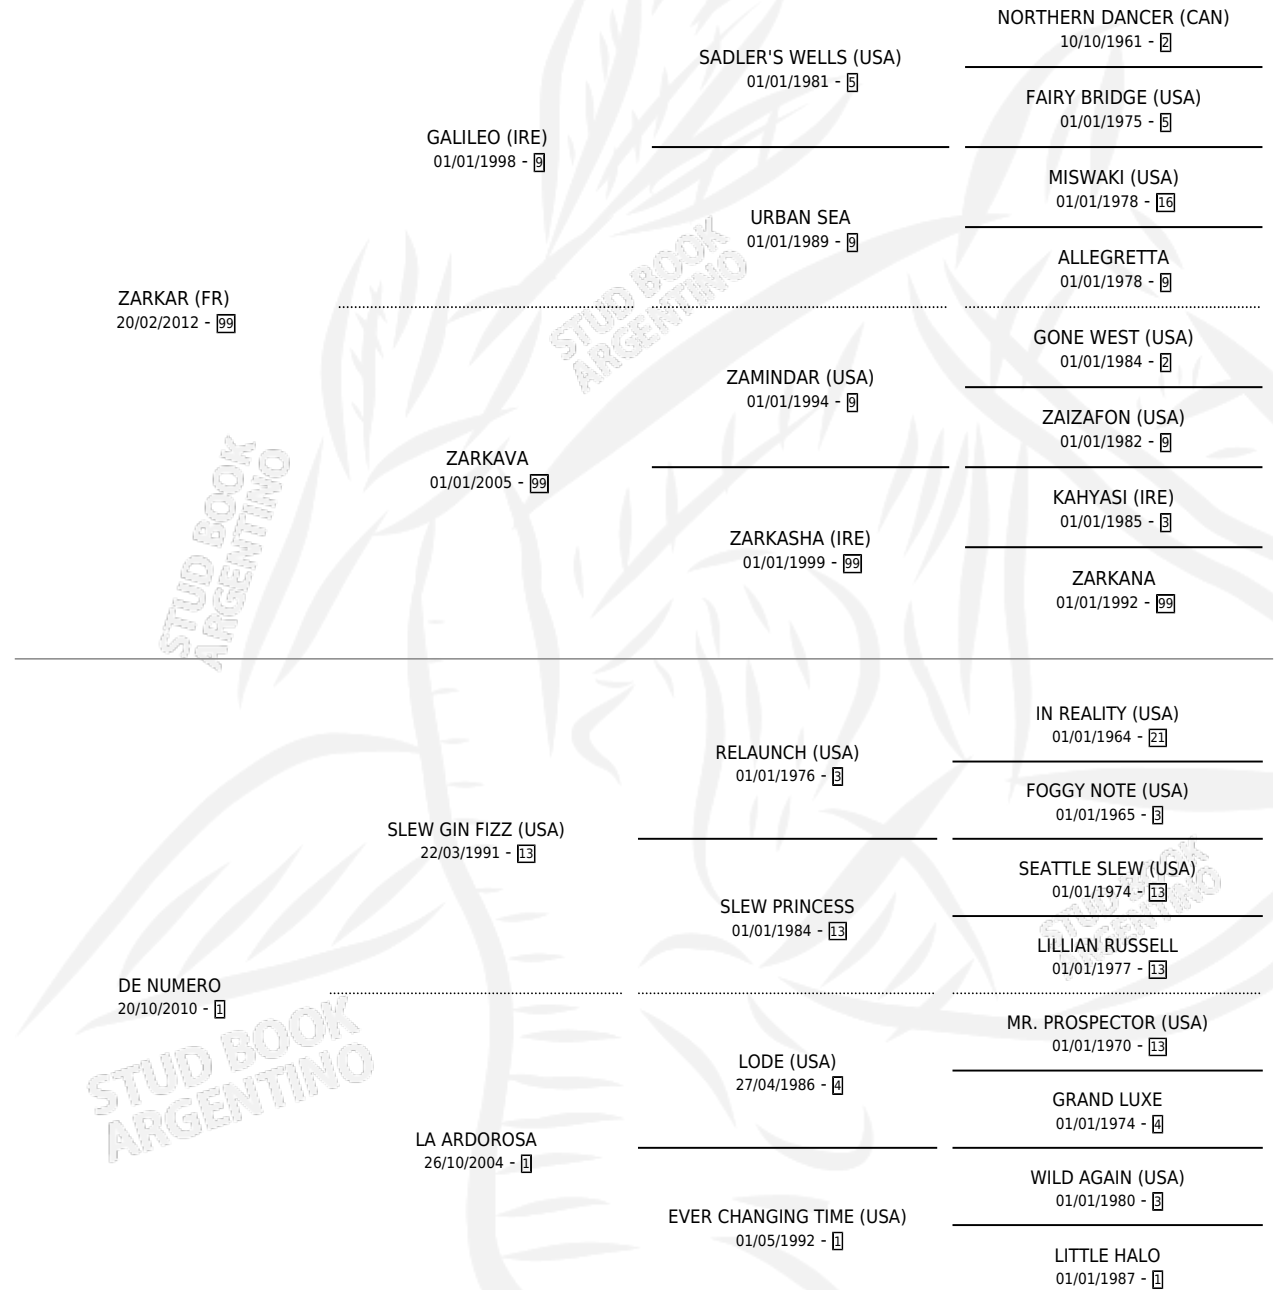 NORTHERN DANCER (CAN)
10/10/1961 - 2
SADLER'S WELLS (USA)
01/01/1981 - 5
FAIRY BRIDGE (USA)
01/01/1975 - 5
GALILEO (IRE)
01/01/1998 - 9
MISWAKI (USA)
01/01/1978 - 16
URBAN SEA
01/01/1989 - 9
ALLEGRETTA
01/01/1978 - 9
ZARKAR (FR)
20/02/2012 - 99
STUD BOOK
ARGENTINO
GONE WEST (USA)
01/01/1984 - 2
ZAMINDAR (USA)
01/01/1994 - 9
ZAIZAFON (USA)
01/01/1982 - 9
ZARKAVA
01/01/2005 - 99
KAHYASI (IRE)
01/01/1985 - 3
ZARKASHA (IRE)
01/01/1999 - 99
ZARKANA
01/01/1992 - 99
STUD BOOK
ARGENTINO
IN REALITY (USA)
01/01/1964 - 21
RELAUNCH (USA)
01/01/1976 - 3
FOGGY NOTE (USA)
01/01/1965 - 3
SLEW GIN FIZZ (USA)
22/03/1991 - 13
SEATTLE SLEW (USA)
01/01/1974 - 13
SLEW PRINCESS
01/01/1984 - 13
STUD BOOK
ARGENTINO
LILLIAN RUSSELL
01/01/1977 - 13
DE NUMERO
20/10/2010 - 1
STUD BOOK
ARGENTINO
MR. PROSPECTOR (USA)
01/01/1970 - 13
LODE (USA)
27/04/1986 - 4
GRAND LUXE
01/01/1974 - 4
LA ARDOROSA
26/10/2004 - 1
WILD AGAIN (USA)
01/01/1980 - 3
EVER CHANGING TIME (USA)
01/05/1992 - 1
LITTLE HALO
01/01/1987 - 1